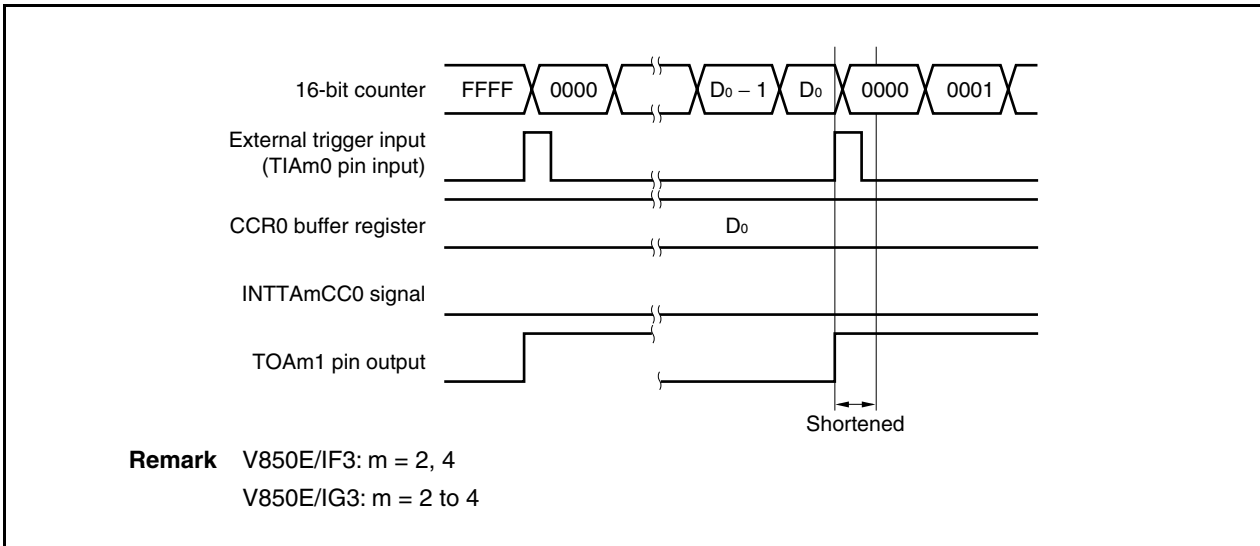 16-bit counter FFFF 0000 D₀ − 1 D₀ 0000 0001
External trigger input
(TIAm0 pin input)
CCR0 buffer register D₀
INTTAmCC0 signal
TOAm1 pin output
Shortened
Remark V850E/IF3: m = 2, 4
V850E/IG3: m = 2 to 4